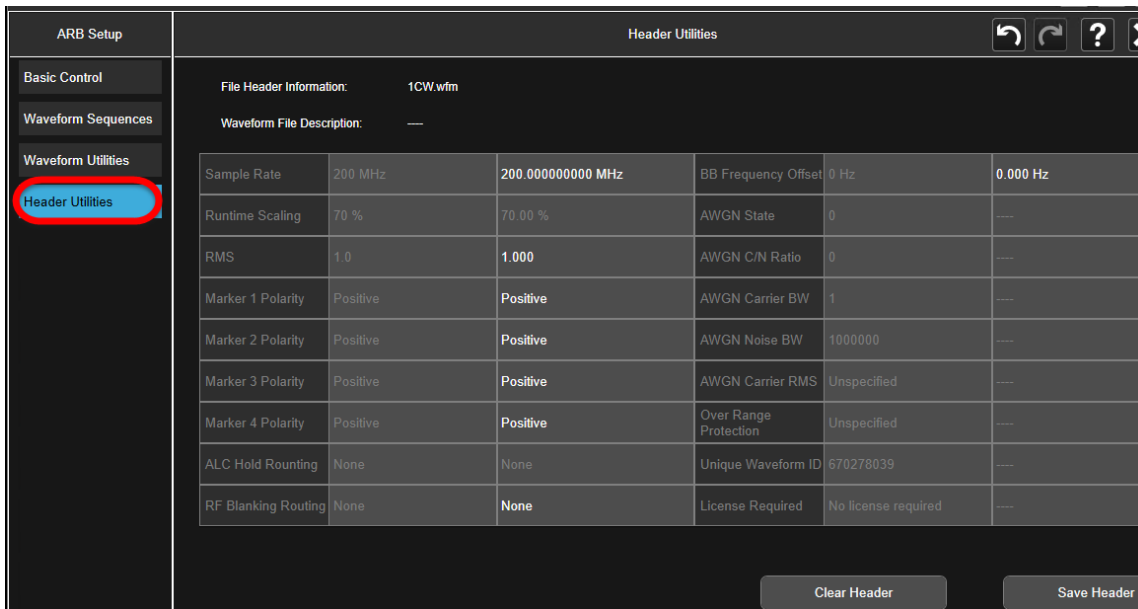 ARB Setup
Header Utilities
?
Basic Control
Waveform Sequences
Waveform Utilities
Header Utilities
File Header Information: 1CW.wfm
Waveform File Description: ----
Sample Rate 200 MHz 200.000000000 MHz BB Frequency Offset 0 Hz 0.000 Hz
Runtime Scaling 70 % 70.00 % AWGN State 0 ----
RMS 1.0 1.000 AWGN C/N Ratio 0 ----
Marker 1 Polarity Positive Positive AWGN Carrier BW 1 ----
Marker 2 Polarity Positive Positive AWGN Noise BW 1000000 ----
Marker 3 Polarity Positive Positive AWGN Carrier RMS Unspecified ----
Marker 4 Polarity Positive Positive Over Range Protection Unspecified ----
ALC Hold Rounting None None Unique Waveform ID 670278039 ----
RF Blanking Routing None None License Required No license required ----
Clear Header
Save Header